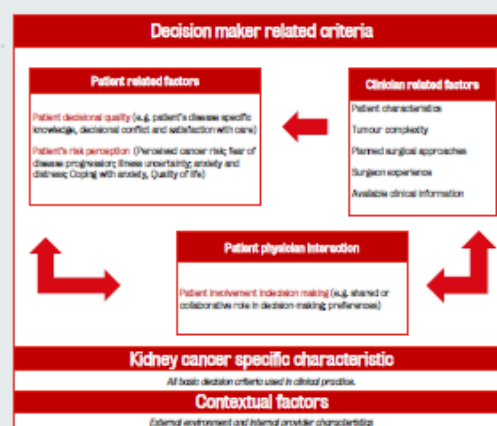 Decision maker related criteria
Patient related factors
Patient decisional quality (e.g. patient's disease specific
knowledge, decisional conflict and satisfaction with care)
Patient's risk perception (Perceived cancer risk; fear of
disease progression; illness uncertainty; anxiety and
distress; Coping with anxiety, Quality of life)
Clinician related factors
Patient characteristics
Tumour complexity
Planned surgical approaches
Surgeon experience
Available clinical information
Patient physician interaction
Patient involvement indecision making (e.g. shared or
collaborative role in decision-making; preferences)
Kidney cancer specific characteristic
All basic decision criteria used in clinical practice.
Contextual factors
External environment and internal provider characteristics